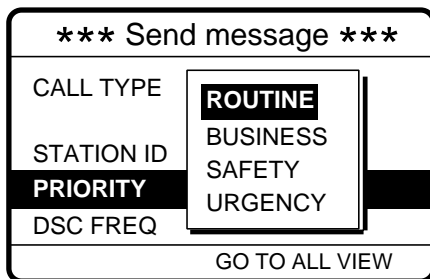 *** Send message ***
CALL TYPE
ROUTINE
BUSINESS
STATION ID
SAFETY
PRIORITY
URGENCY
DSC FREQ
GO TO ALL VIEW